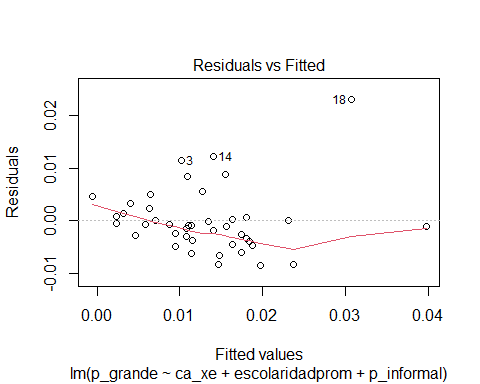 Residuals vs Fitted
Residuals
0.02
0.01
0.00
-0.01
18
3
14
0.00 0.01 0.02 0.03 0.04
Fitted values
lm(p_grande ~ ca_xe + escolaridadprom + p_informal)